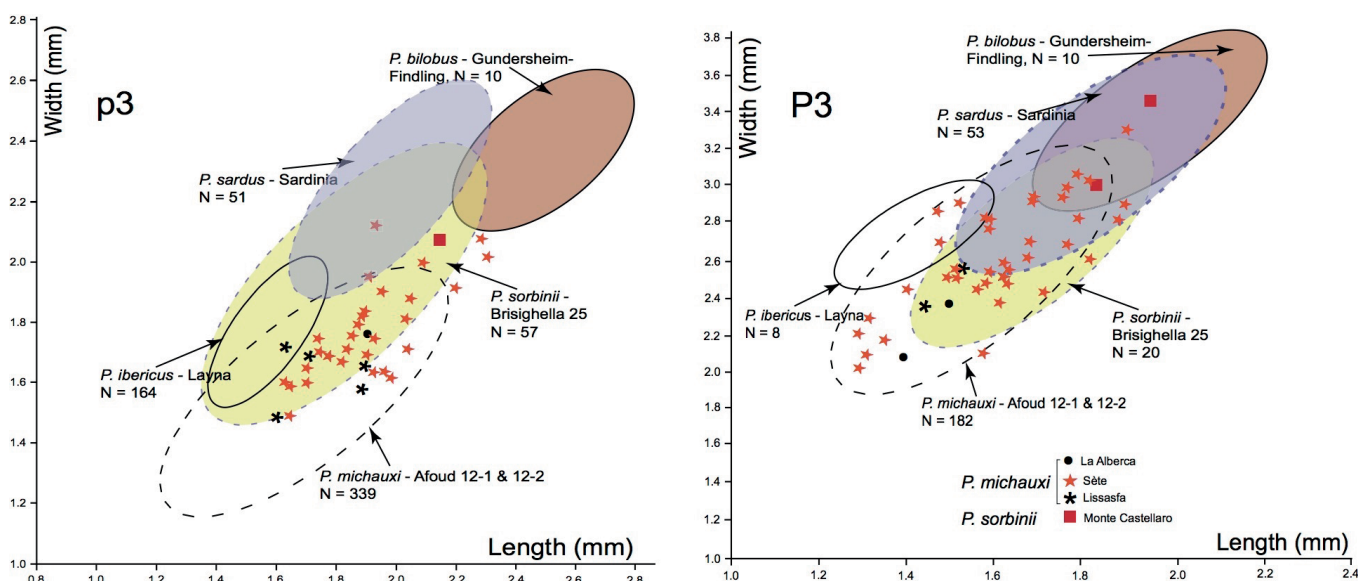 2.8
2.6
2.4
2.2
2.0
1.8
1.6
1.4
1.2
1.0
Width (mm)
p3
P. bilobus - Gundersheim-
Findling, N = 10
P. sardus - Sardinia
N = 51
P. sorbinii -
Brisighella 25
N = 57
P. ibericus - Layna
N = 164
P. michauxi - Afoud 12-1 & 12-2
N = 339
Length (mm)
0.8 1.0 1.2 1.4 1.6 1.8 2.0 2.2 2.4 2.6 2.8
3.8
3.6
3.4
3.2
3.0
2.8
2.6
2.4
2.2
2.0
1.8
1.6
1.4
1.2
1.0
Width (mm)
P3
P. bilobus - Gundersheim-
Findling, N = 10
P. sardus - Sardinia
N = 53
P. ibericus - Layna
N = 8
P. sorbinii -
Brisighella 25
N = 20
P. michauxi - Afoud 12-1 & 12-2
N = 182
P. michauxi
La Alberca
Sète
Lissasfa
P. sorbinii
Monte Castellaro
Length (mm)
1.0 1.2 1.4 1.6 1.8 2.0 2.2 2.4